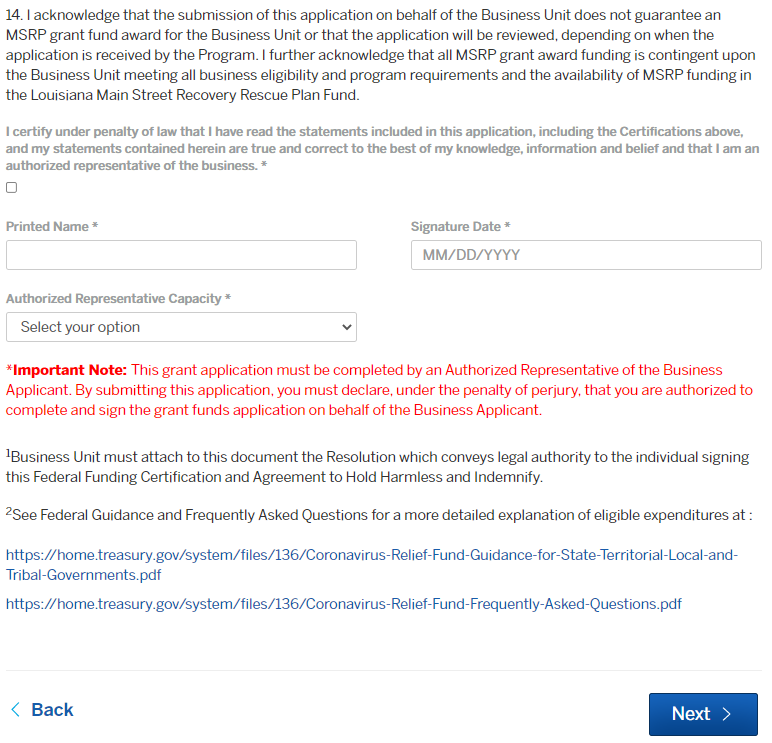 14. I acknowledge that the submission of this application on behalf of the Business Unit does not guarantee an
MSRP grant fund award for the Business Unit or that the application will be reviewed, depending on when the
application is received by the Program. I further acknowledge that all MSRP grant award funding is contingent upon
the Business Unit meeting all business eligibility and program requirements and the availability of MSRP funding in
the Louisiana Main Street Recovery Rescue Plan Fund.
I certify under penalty of law that I have read the statements included in this application, including the Certifications above,
and my statements contained herein are true and correct to the best of my knowledge, information and belief and that I am an
authorized representative of the business. *
Printed Name *
Signature Date *
MM/DD/YYYY
Authorized Representative Capacity *
Select your option
*Important Note: This grant application must be completed by an Authorized Representative of the Business
Applicant. By submitting this application, you must declare, under the penalty of perjury, that you are authorized to
complete and sign the grant funds application on behalf of the Business Applicant.
¹Business Unit must attach to this document the Resolution which conveys legal authority to the individual signing
this Federal Funding Certification and Agreement to Hold Harmless and Indemnify.
²See Federal Guidance and Frequently Asked Questions for a more detailed explanation of eligible expenditures at :
https://home.treasury.gov/system/files/136/Coronavirus-Relief-Fund-Guidance-for-State-Territorial-Local-and-
Tribal-Governments.pdf
https://home.treasury.gov/system/files/136/Coronavirus-Relief-Fund-Frequently-Asked-Questions.pdf
Back
Next